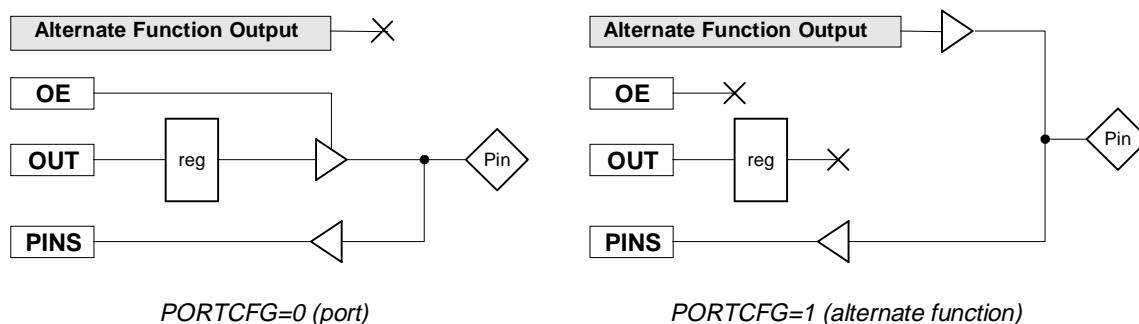 Alternate Function Output
OE
OUT
reg
Pin
PINS
PORTCFG=0 (port)
Alternate Function Output
OE
OUT
reg
Pin
PINS
PORTCFG=1 (alternate function)